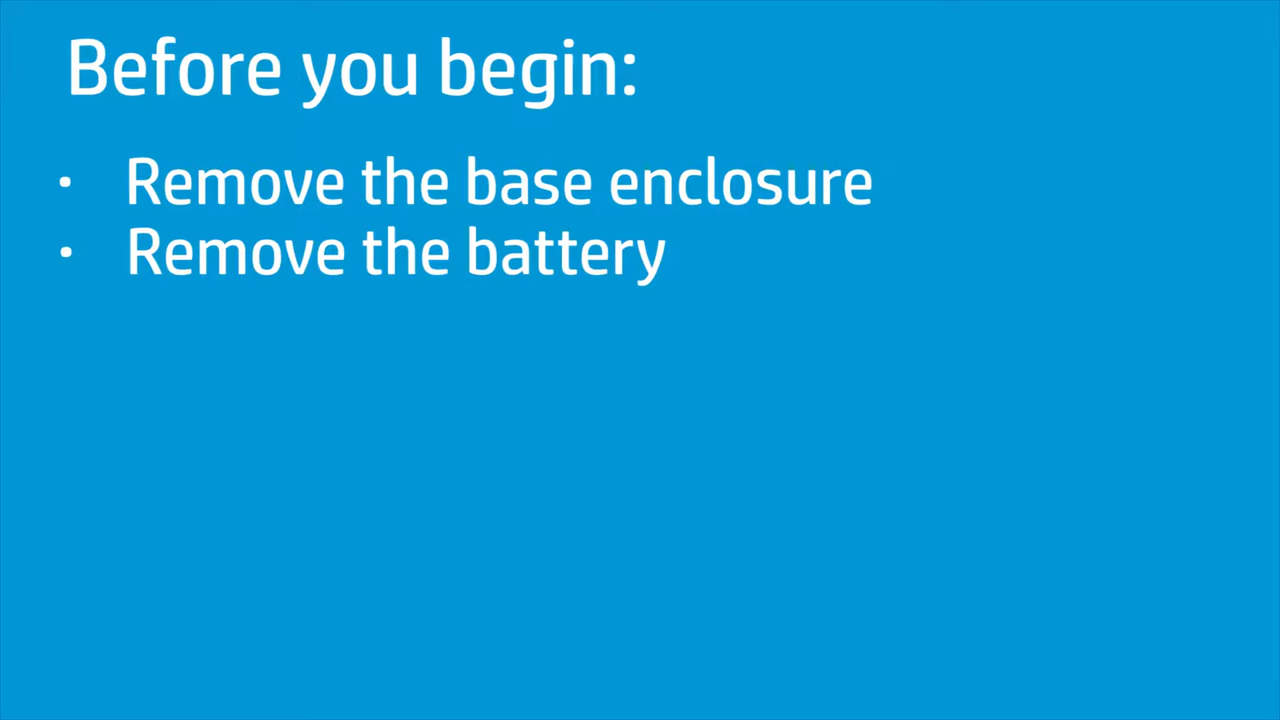 Before you begin:
· Remove the base enclosure
· Remove the battery